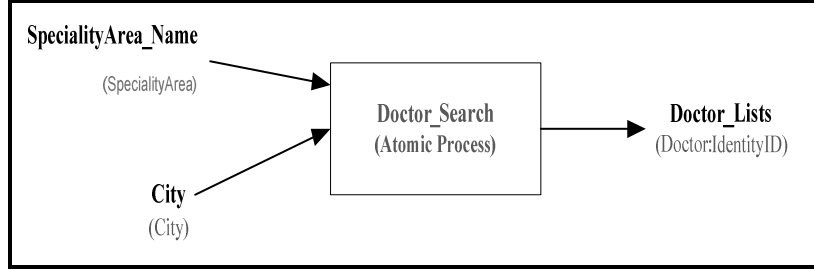 SpecialityArea_Name
(SpecialityArea)
Doctor_Search
(Atomic Process)
Doctor_Lists
(Doctor:IdentityID)
City
(City)